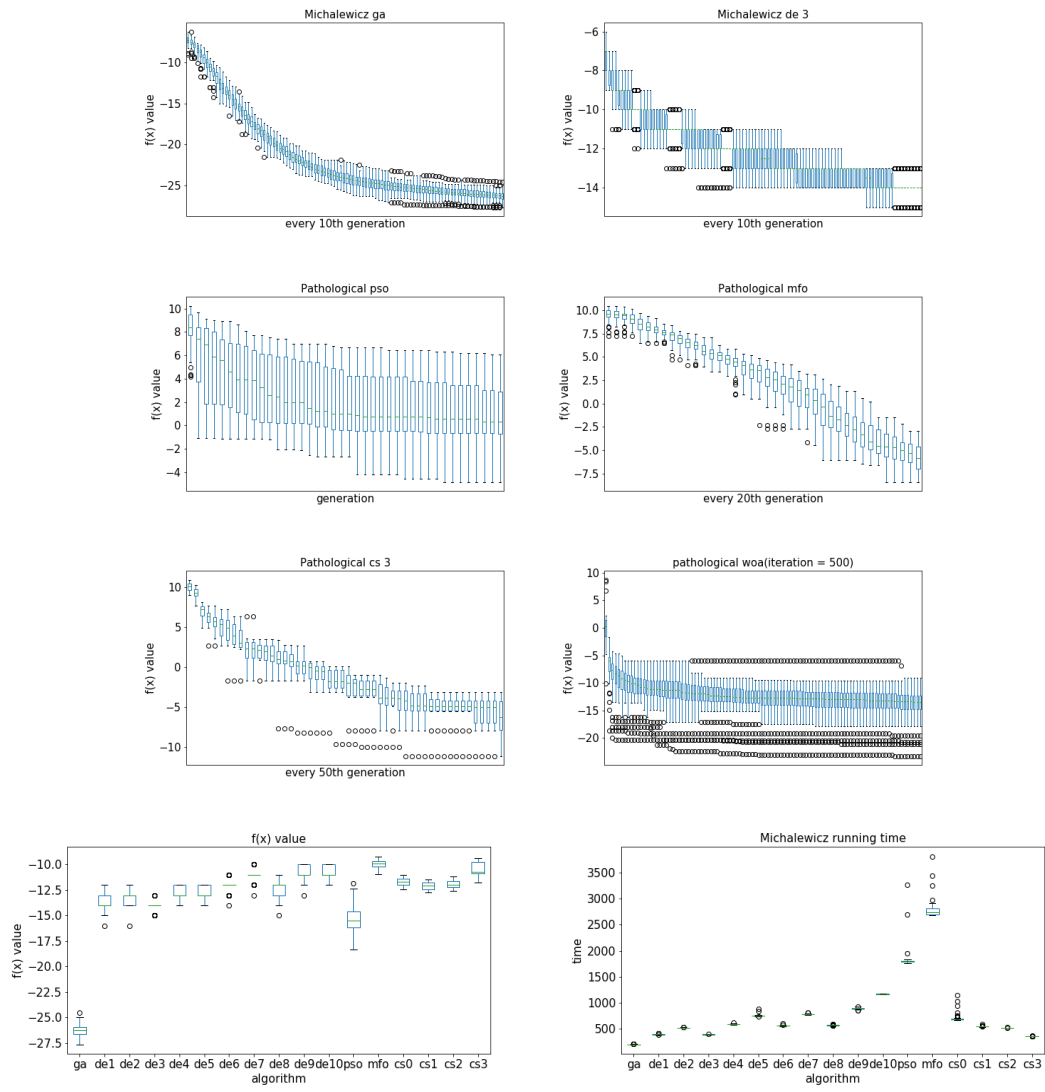 Michalewicz ga
f(x) value
−10
−15
−20
−25
every 10th generation
Michalewicz de 3
f(x) value
−6
−8
−10
−12
−14
every 10th generation
Pathological pso
f(x) value
10
8
6
4
2
0
−2
−4
generation
Pathological mfo
f(x) value
10.0
7.5
5.0
2.5
0.0
−2.5
−5.0
−7.5
every 20th generation
Pathological cs 3
f(x) value
10
5
0
−5
−10
every 50th generation
pathological woa(iteration = 500)
f(x) value
10
5
0
−5
−10
−15
−20
f(x) value
f(x) value
−10.0
−12.5
−15.0
−17.5
−20.0
−22.5
−25.0
−27.5
ga de1 de2 de3 de4 de5 de6 de7 de8 de9 de10 pso mfo cs0 cs1 cs2 cs3
algorithm
Michalewicz running time
time
3500
3000
2500
2000
1500
1000
500
ga de1 de2 de3 de4 de5 de6 de7 de8 de9 de10 pso mfo cs0 cs1 cs2 cs3
algorithm